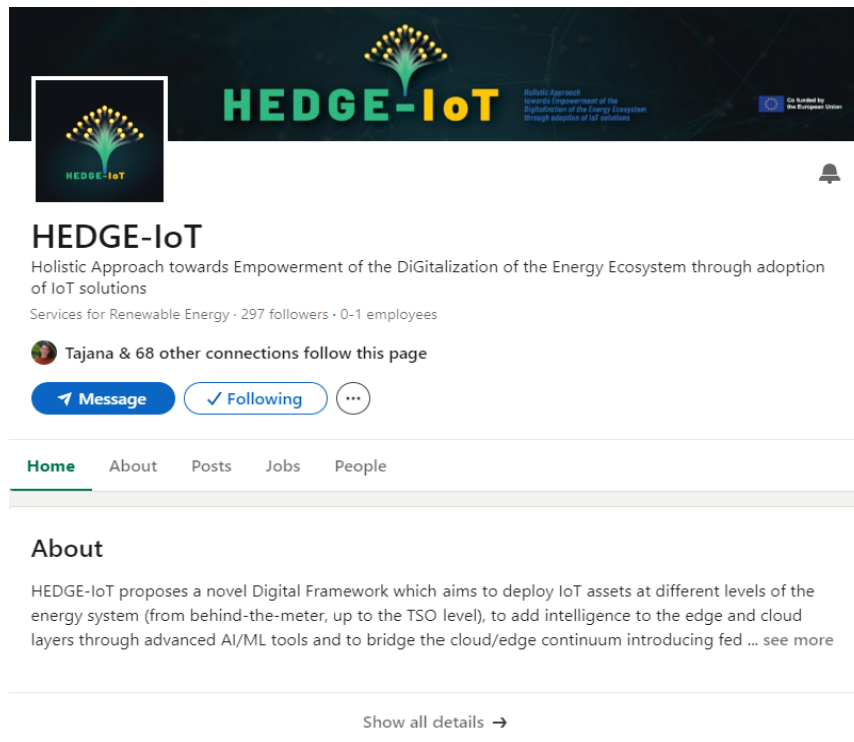 HEDGE-IoT
Holistic Approach
towards Empowerment of the
Digitalization of the Energy Ecosystem
through adoption of IoT solutions
Co funded by
the European Union
HEDGE-IoT
HEDGE-IoT
Holistic Approach towards Empowerment of the DiGitalization of the Energy Ecosystem through adoption
of IoT solutions
Services for Renewable Energy · 297 followers · 0-1 employees
Tajana & 68 other connections follow this page
Message
Following
Home About Posts Jobs People
About
HEDGE-IoT proposes a novel Digital Framework which aims to deploy IoT assets at different levels of the
energy system (from behind-the-meter, up to the TSO level), to add intelligence to the edge and cloud
layers through advanced AI/ML tools and to bridge the cloud/edge continuum introducing fed ... see more
Show all details →